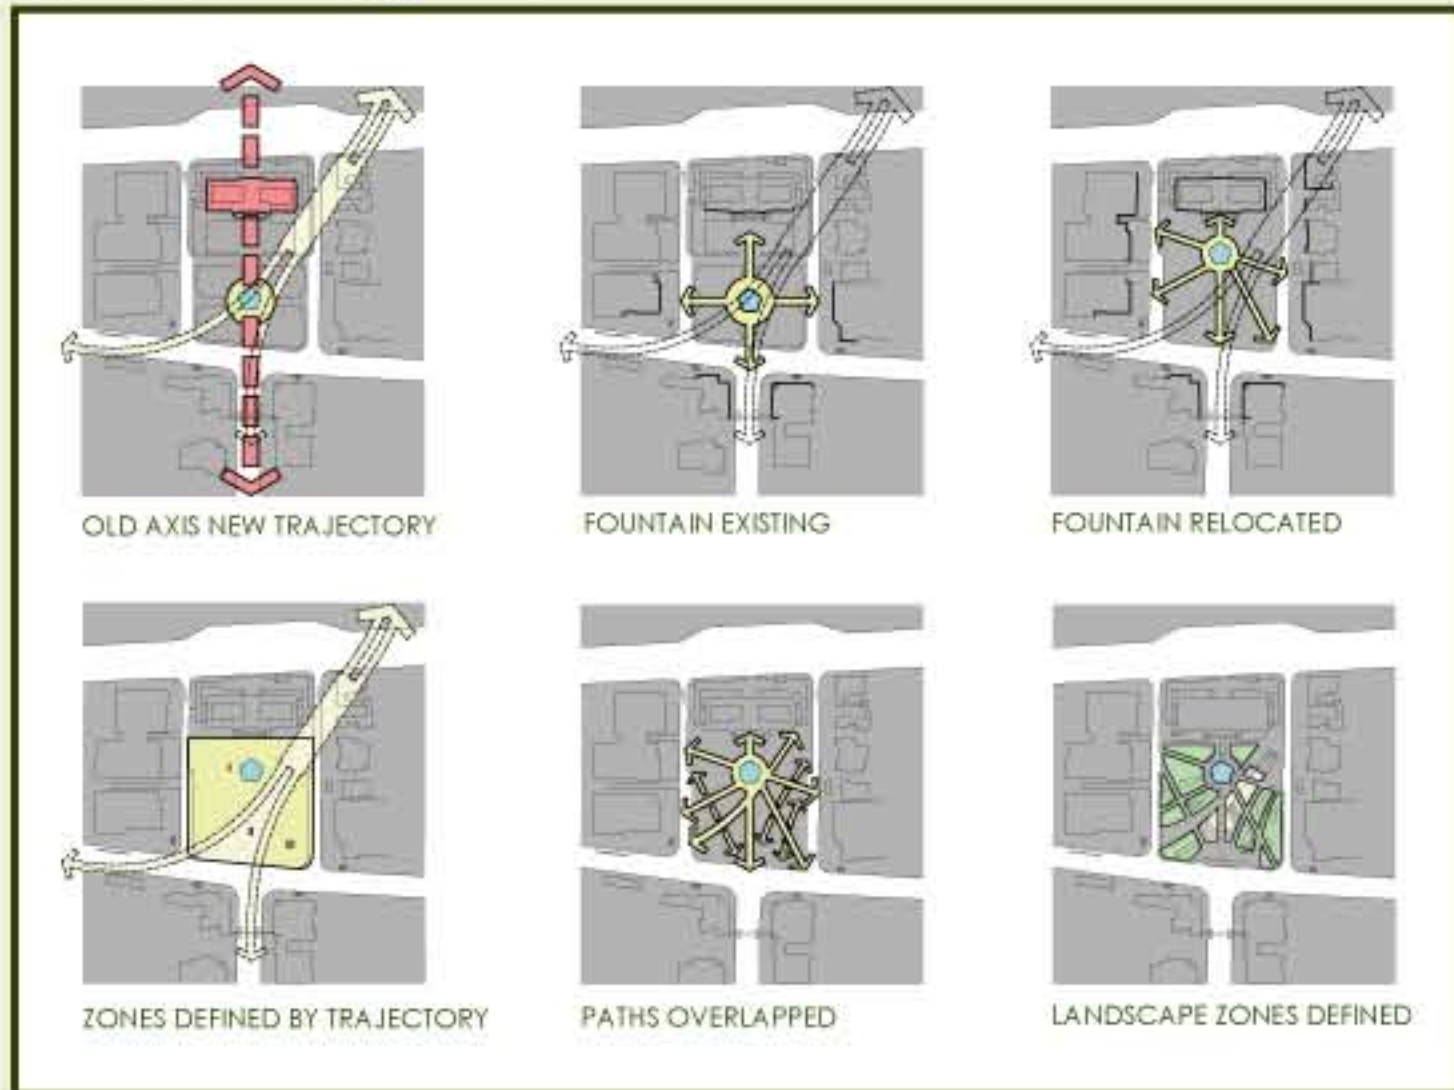 OLD AXIS NEW TRAJECTORY
FOUNTAIN EXISTING
FOUNTAIN RELOCATED
ZONES DEFINED BY TRAJECTORY
PATHS OVERLAPPED
LANDSCAPE ZONES DEFINED